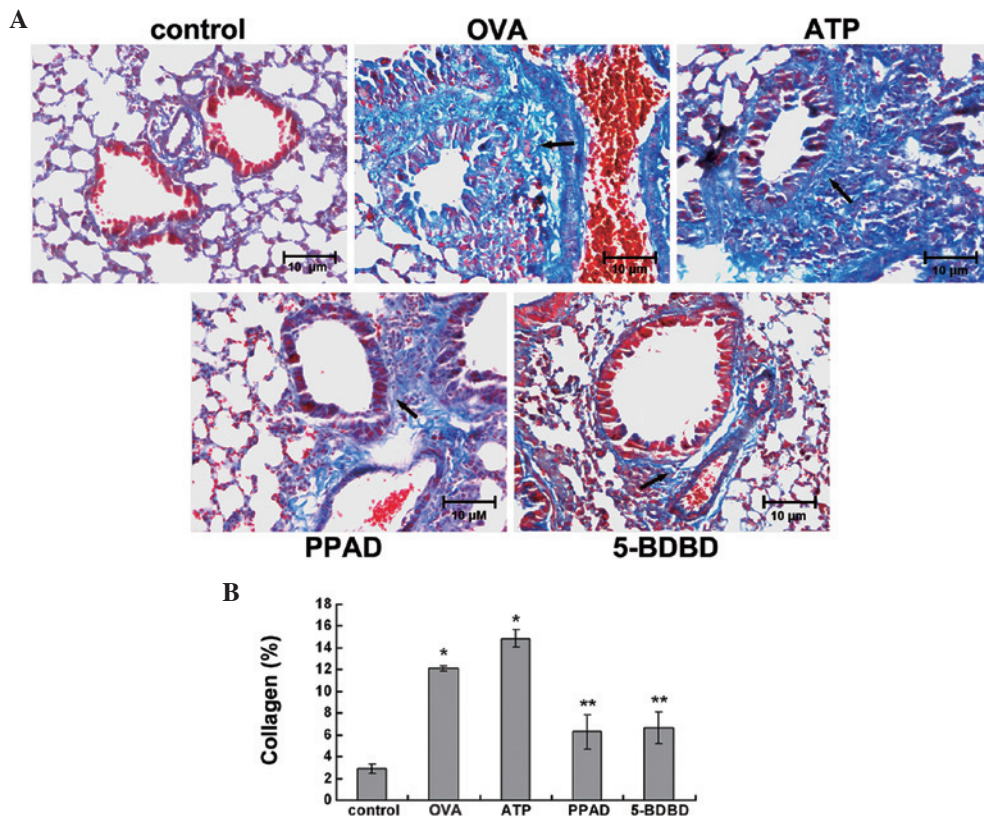 A
control OVA ATP
10 µm
10 µm
10 µm
10 µM
10 µm
PPAD 5-BDBD
B
Collagen (%)
18
16
14
12
10
8
6
4
2
0
*
*
**
**
control OVA ATP PPAD 5-BDBD